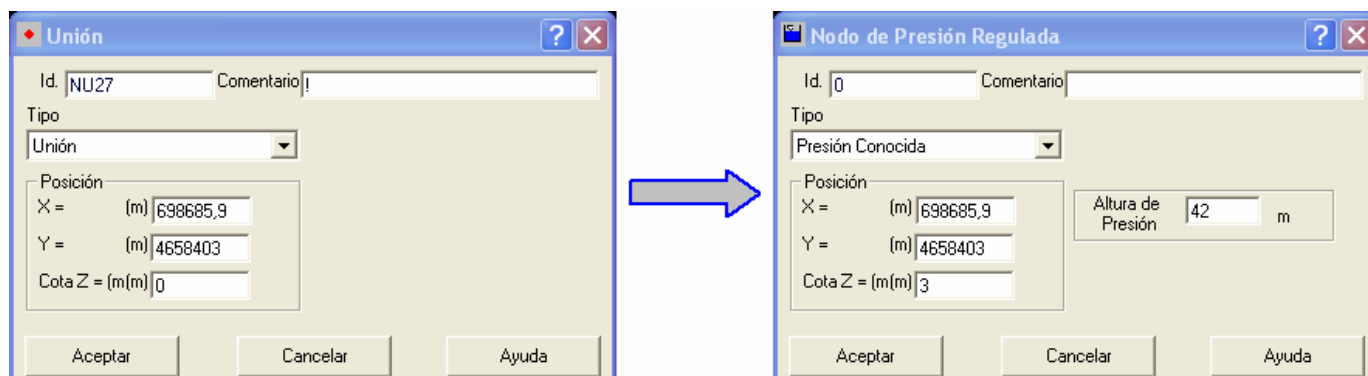 Unión
Id. NU27 Comentario !
Tipo
Unión
Posición
X = (m) 698685,9
Y = (m) 4658403
Cota Z = (m(m) 0
Aceptar Cancelar Ayuda
Nodo de Presión Regulada
Id. 0 Comentario
Tipo
Presión Conocida
Posición
X = (m) 698685,9
Y = (m) 4658403
Cota Z = (m(m) 3
Altura de
Presión 42 m
Aceptar Cancelar Ayuda